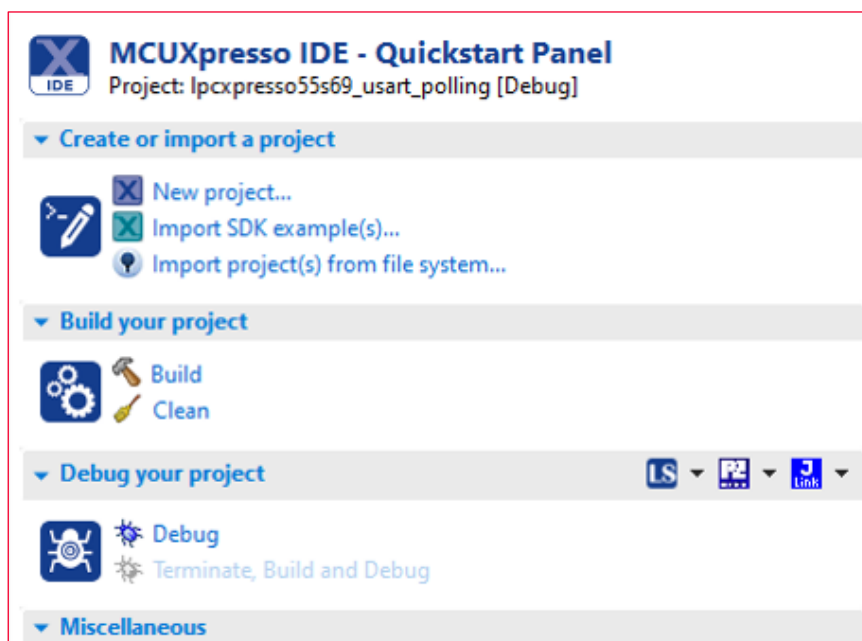 MCUXpresso IDE - Quickstart Panel
IDE
Project: lpcxpresso55s69_usart_polling [Debug]
Create or import a project
New project...
Import SDK example(s)...
Import project(s) from file system...
Build your project
Build
Clean
Debug your project
LS
J
Link
Debug
Terminate, Build and Debug
Miscellaneous